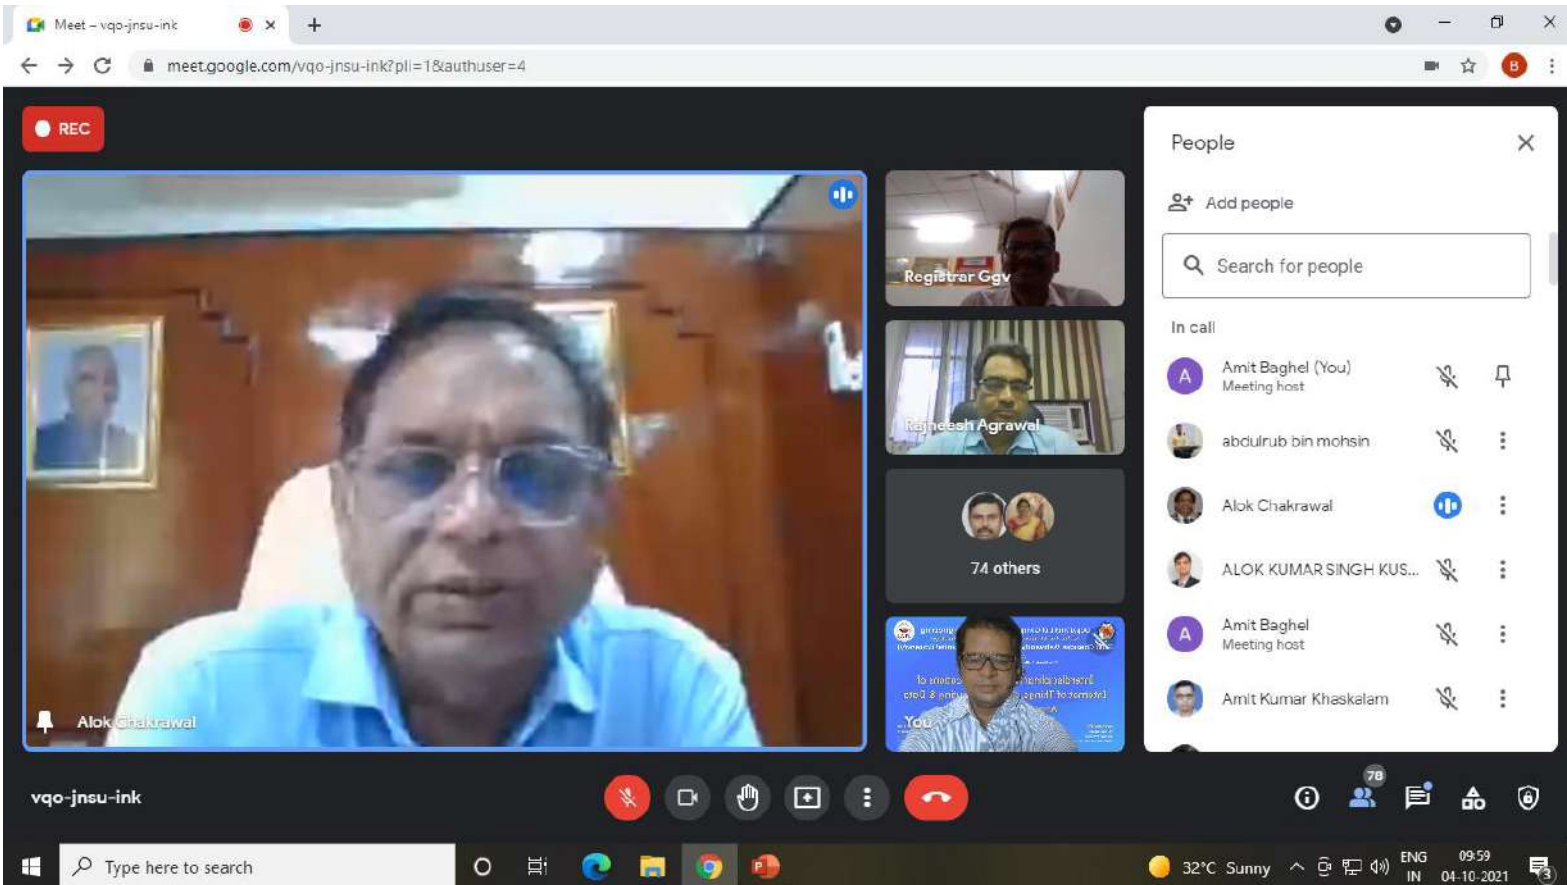 Meet – vqo-jnsu-ink
meet.google.com/vqo-jnsu-ink?pli=1&authuser=4
B
REC
Alok Chakrawal
Registrar Ggv
Rajneesh Agrawal
74 others
You
People
Add people
Search for people
In call
A
Amit Baghel (You)
Meeting host
abdulrub bin mohsin
Alok Chakrawal
ALOK KUMAR SINGH KUS...
A
Amit Baghel
Meeting host
Amit Kumar Khaskalam
vqo-jnsu-ink
78
Type here to search
32°C Sunny
ENG
IN
09:59
04-10-2021
3